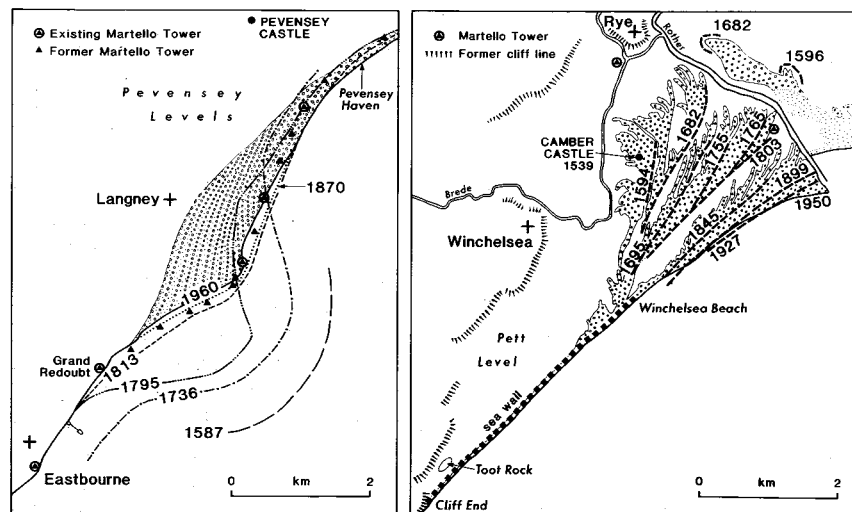 Existing Martello Tower
Former Martello Tower
PEVENSEY
CASTLE
Pevensey
Haven
Pevensey
Levels
1870
Langney
1960
Grand
Redoubt
1813
1795
1736
1587
Eastbourne
0 km 2
Martello Tower
Former cliff line
Rye
Rother
1682
1596
CAMBER
CASTLE
1539
1594
1682
1755
1765
1803
1899
1950
Brede
Winchelsea
1695
1845
1927
Winchelsea Beach
Pett
Level
sea wall
Toot Rock
Cliff End
0 km 2